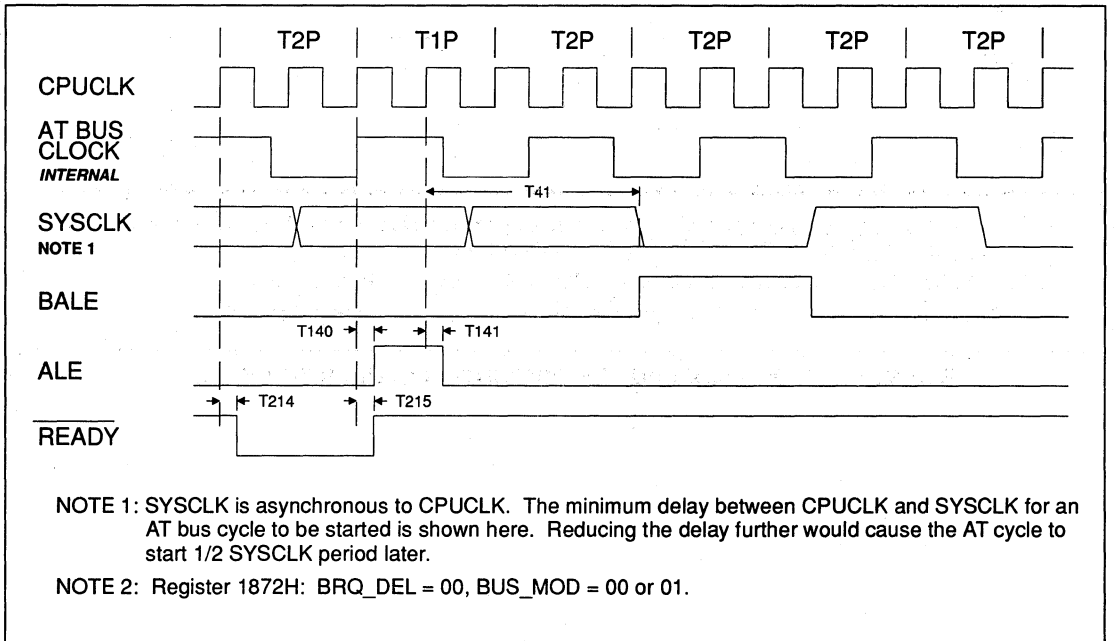 T2P T1P T2P T2P T2P T2P
CPUCLK
AT BUS
CLOCK
INTERNAL
T41
SYSCLK
NOTE 1
BALE
T140 T141
ALE
T214 T215
READY
NOTE 1: SYSCLK is asynchronous to CPUCLK. The minimum delay between CPUCLK and SYSCLK for an
AT bus cycle to be started is shown here. Reducing the delay further would cause the AT cycle to
start 1/2 SYSCLK period later.
NOTE 2: Register 1872H: BRQ_DEL = 00, BUS_MOD = 00 or 01.